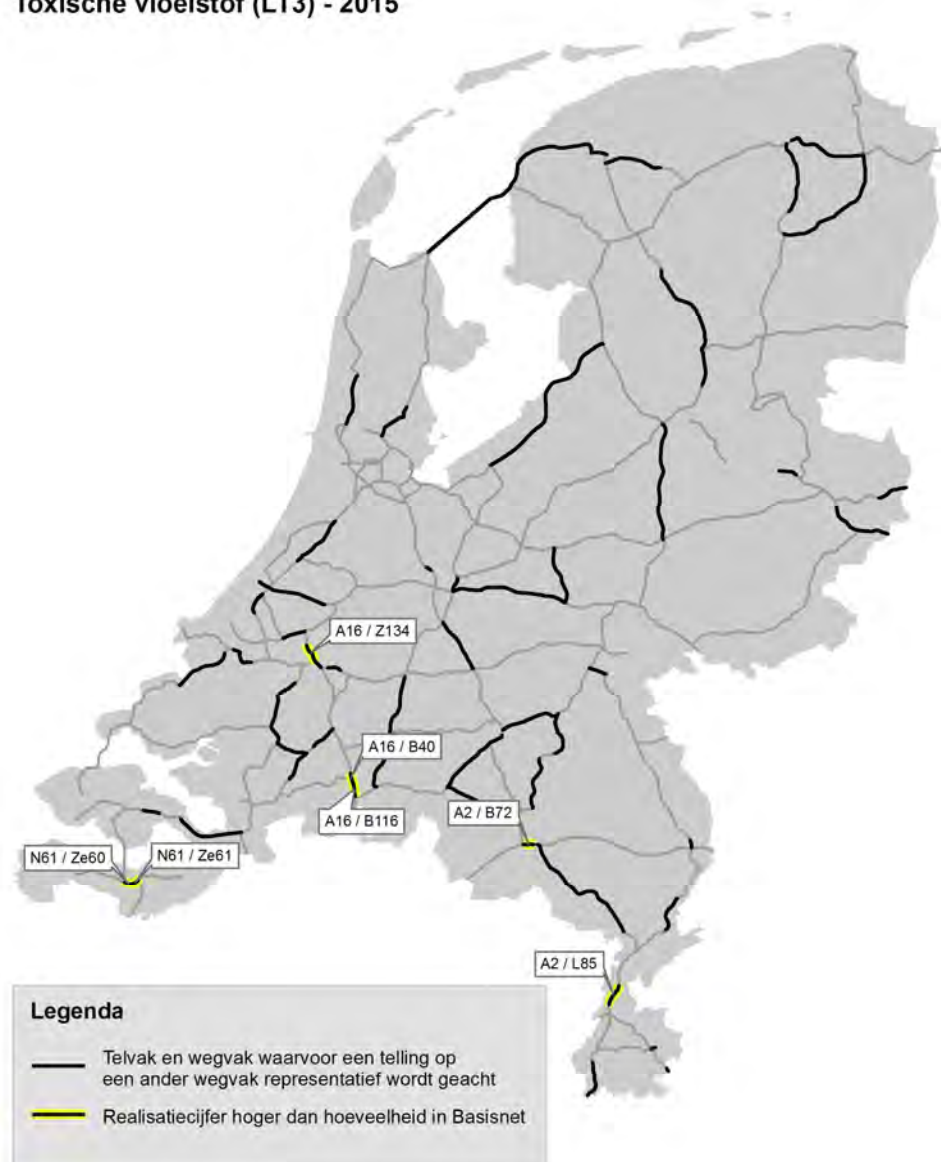 Toxische vloeistof (LT3) - 2015
A16 / Z134
A16 / B40
A16 / B116
A2 / B72
N61 / Ze60
N61 / Ze61
A2 / L85
Legenda
Telvak en wegvak waarvoor een telling op
een ander wegvak representatief wordt geacht
Realisatiecijfer hoger dan hoeveelheid in Basisnet